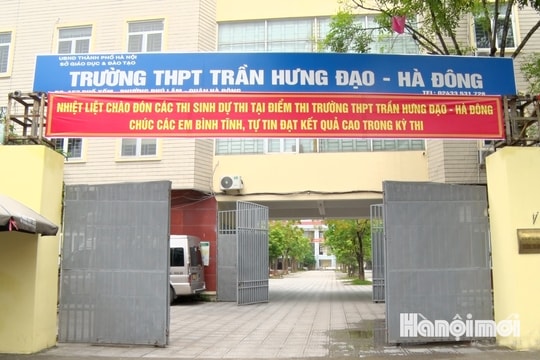 UBND THÀNH PHỐ HÀ NỘI
SỞ GIÁO DỤC & ĐÀO TẠO
TRƯỜNG THPT TRẦN HƯNG ĐẠO - HÀ ĐÔNG
NHIỆT LIỆT CHÀO ĐÓN CÁC THÍ SINH DỰ THI TẠI ĐIỂM THI TRƯỜNG THPT TRẦN HƯNG ĐẠO - HÀ ĐÔNG
CHÚC CÁC EM BÌNH TĨNH, TỰ TIN ĐẠT KẾT QUẢ CAO TRONG KỲ THI
Hànộimới